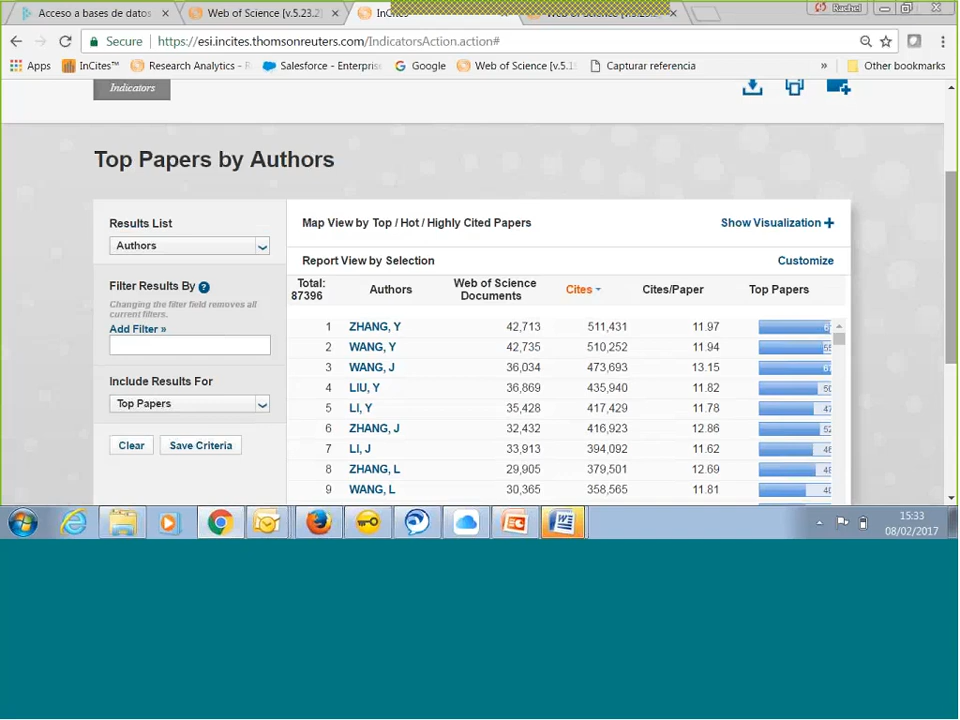 Acceso a bases de datos × Web of Science [v.5.23.2] × InCites × Web of Science [v.5.23.2 × Rachel
Secure | https://esi.incites.thomsonreuters.com/IndicatorsAction.action#
Apps InCites™ Research Analytics - Salesforce - Enterprise Google Web of Science [v.5.1 Capturar referencia » Other bookmarks
Indicators
Top Papers by Authors
Results List
Authors
Filter Results By ?
Changing the filter field removes all
current filters.
Add Filter »
Include Results For
Top Papers
Clear Save Criteria
Map View by Top / Hot / Highly Cited Papers Show Visualization +
Report View by Selection Customize
Total:
87396 Authors Web of Science
Documents Cites Cites/Paper Top Papers
1 ZHANG, Y 42,713 511,431 11.97
2 WANG, Y 42,735 510,252 11.94
3 WANG, J 36,034 473,693 13.15
4 LIU, Y 36,869 435,940 11.82
5 LI, Y 35,428 417,429 11.78
6 ZHANG, J 32,432 416,923 12.86
7 LI, J 33,913 394,092 11.62
8 ZHANG, L 29,905 379,501 12.69
9 WANG, L 30,365 358,565 11.81
15:33
08/02/2017